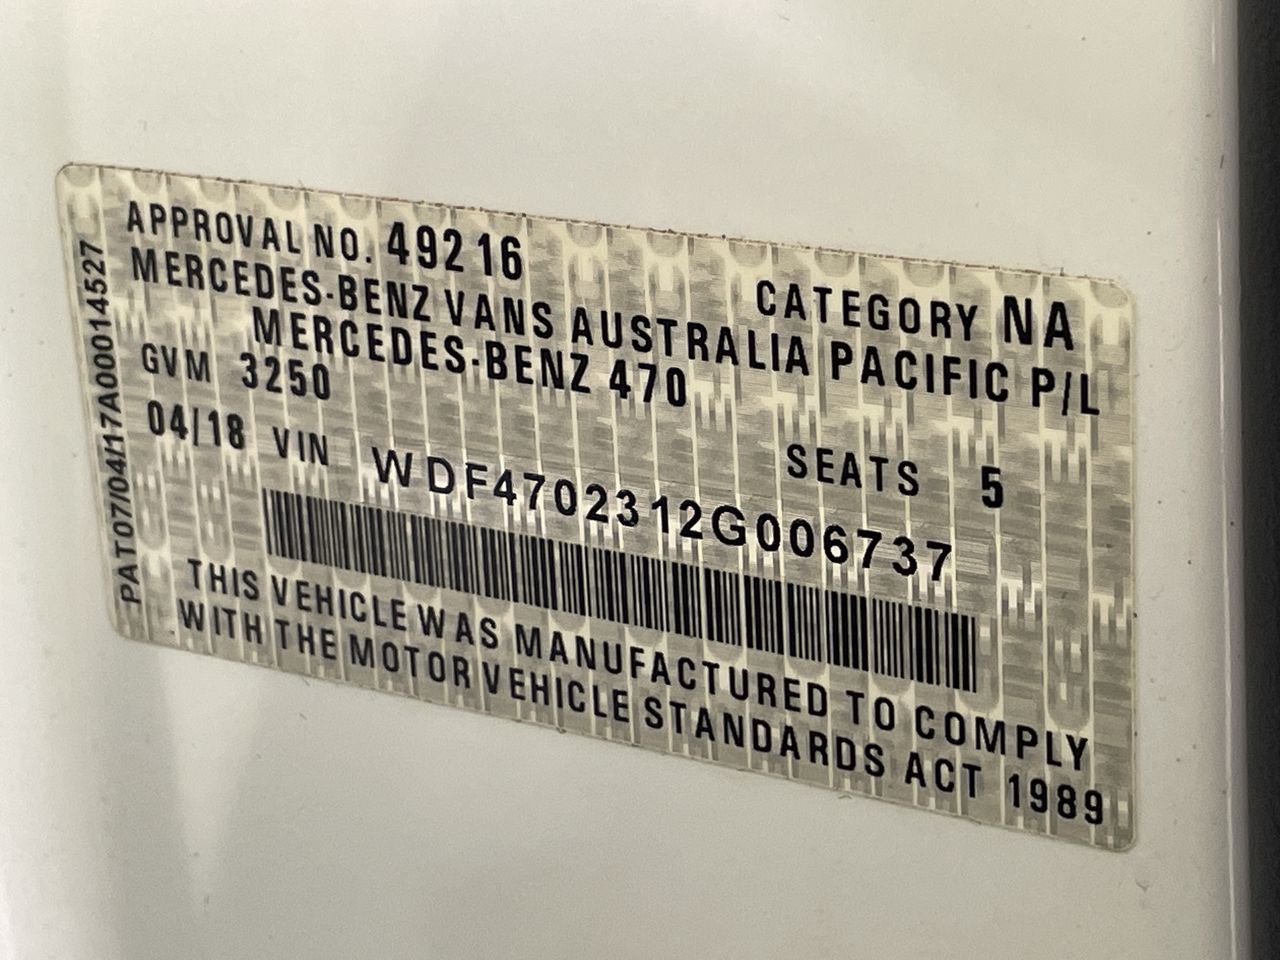 APPROVAL NO. 49216 CATEGORY NA
MERCEDES-BENZ VANS AUSTRALIA PACIFIC P/L
MERCEDES-BENZ 470
GVM 3250 SEATS 5
04/18 VIN WDF4702312G006737
THIS VEHICLE WAS MANUFACTURED TO COMPLY
WITH THE MOTOR VEHICLE STANDARDS ACT 1989
PAT07/04/17A00014527